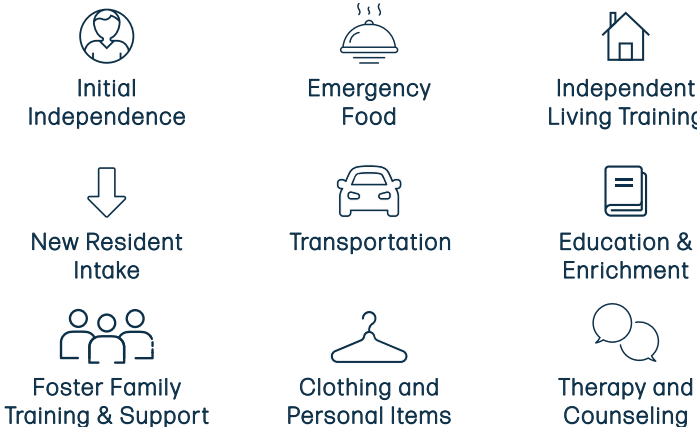 Initial
Independence
Emergency
Food
Independent
Living Training
New Resident
Intake
Transportation
Education &
Enrichment
Foster Family
Training & Support
Clothing and
Personal Items
Therapy and
Counseling